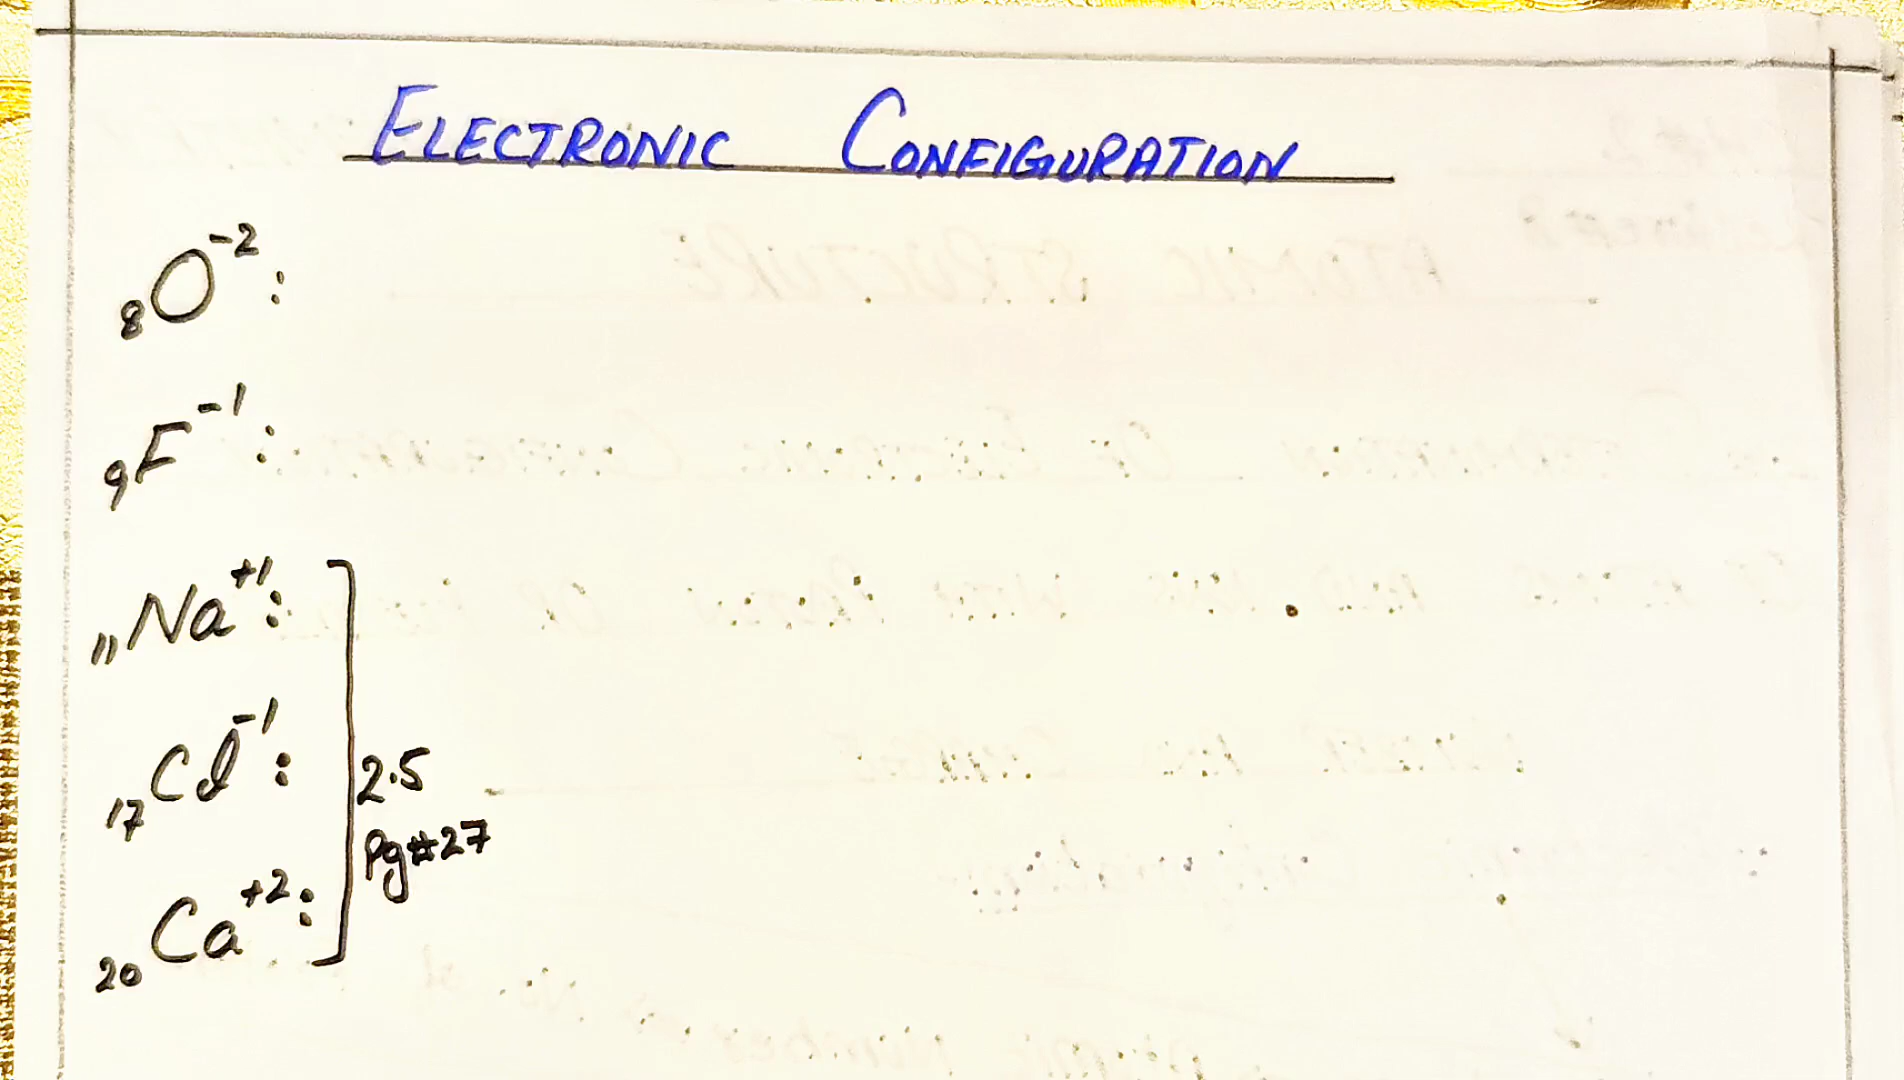 ELECTRONIC CONFIGURATION
₈O⁻²:
₉F⁻¹:
₁₁Na⁺¹:
₁₇Cl⁻¹:
2.5
Pg#27
₂₀Ca⁺²: